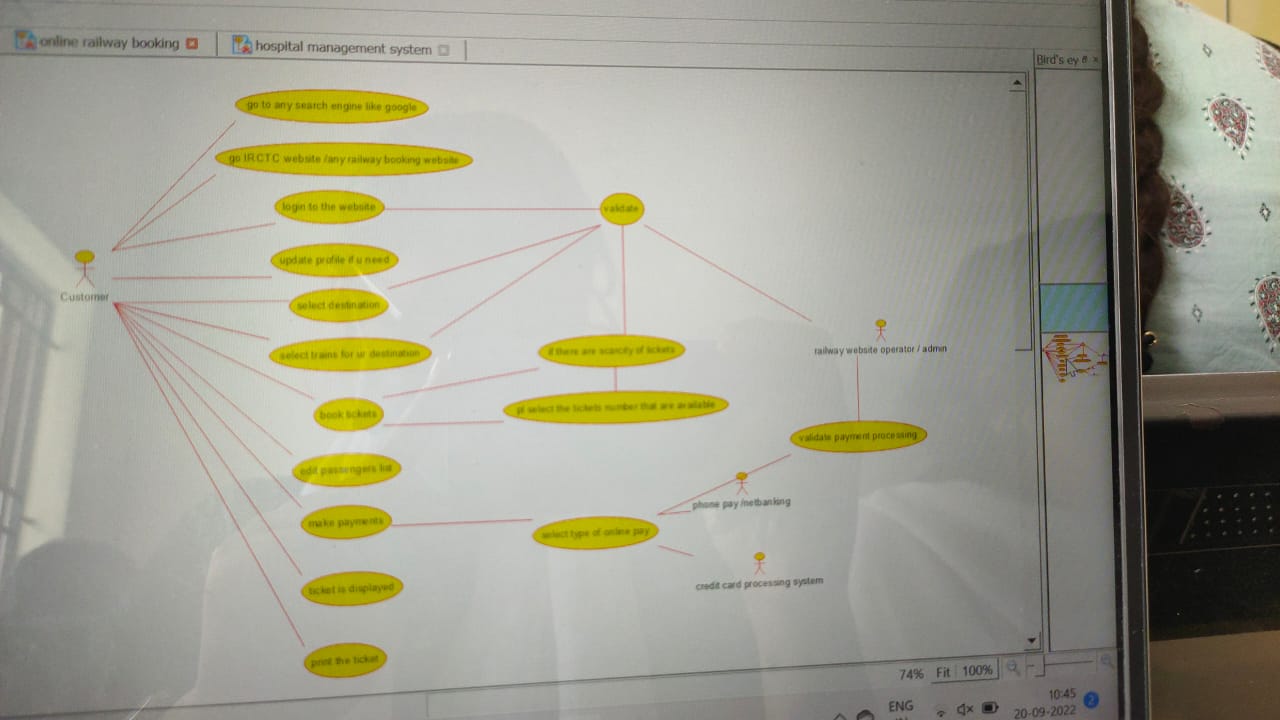 online railway booking
hospital management system
Bird's ey
go to any search engine like google
go IRCTC website /any railway booking website
login to the website
validate
update profile if u need
Customer
select destination
select trains for ur destination
if there are scarcity of tickets
railway website operator / admin
book tickets
pl select the tickets number that are available
validate payment processing
edit passengers list
phone pay /netbanking
make payments
select type of online pay
credit card processing system
ticket is displayed
print the ticket
74% Fit 100%
ENG
10:45
20-09-2022
2